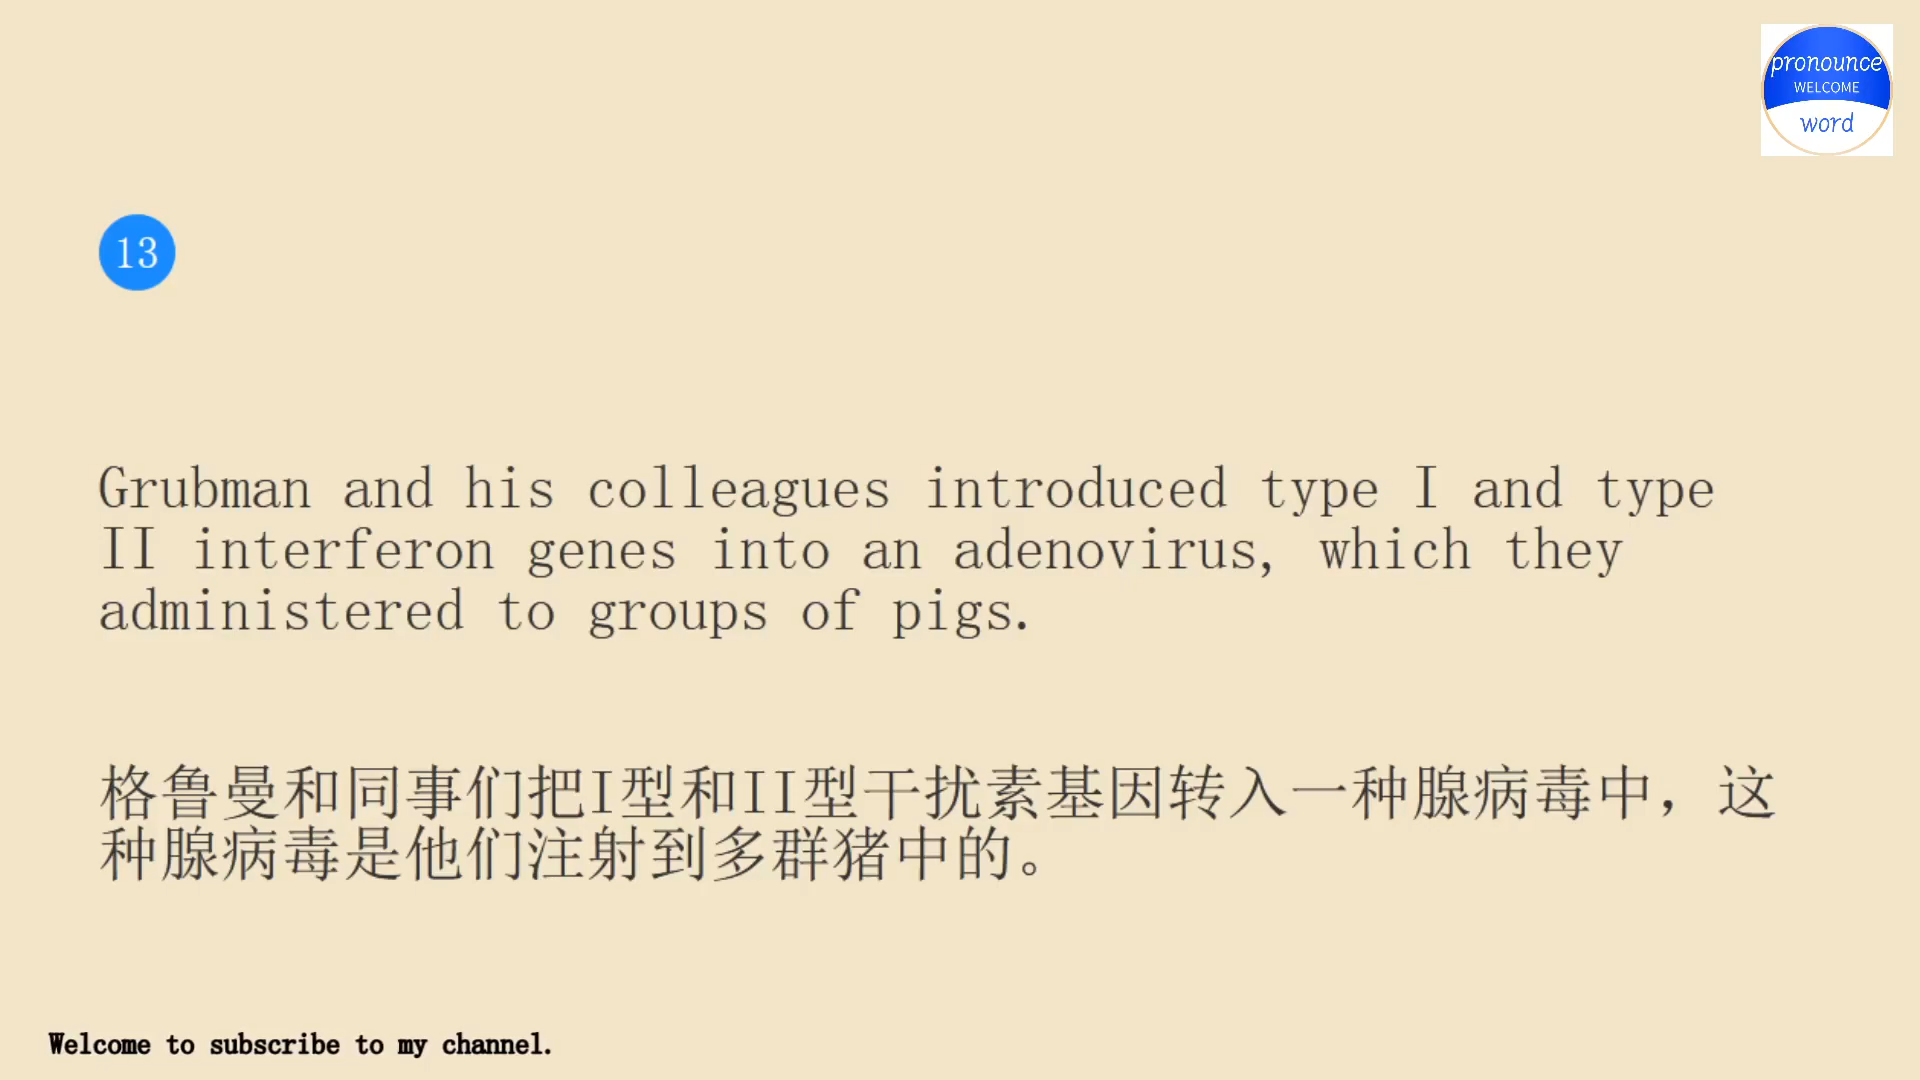 pronounce
WELCOME
word
13
Grubman and his colleagues introduced type I and type
II interferon genes into an adenovirus, which they
administered to groups of pigs.
格鲁曼和同事们把I型和II型干扰素基因转入一种腺病毒中，这
种腺病毒是他们注射到多群猪中的。
Welcome to subscribe to my channel.